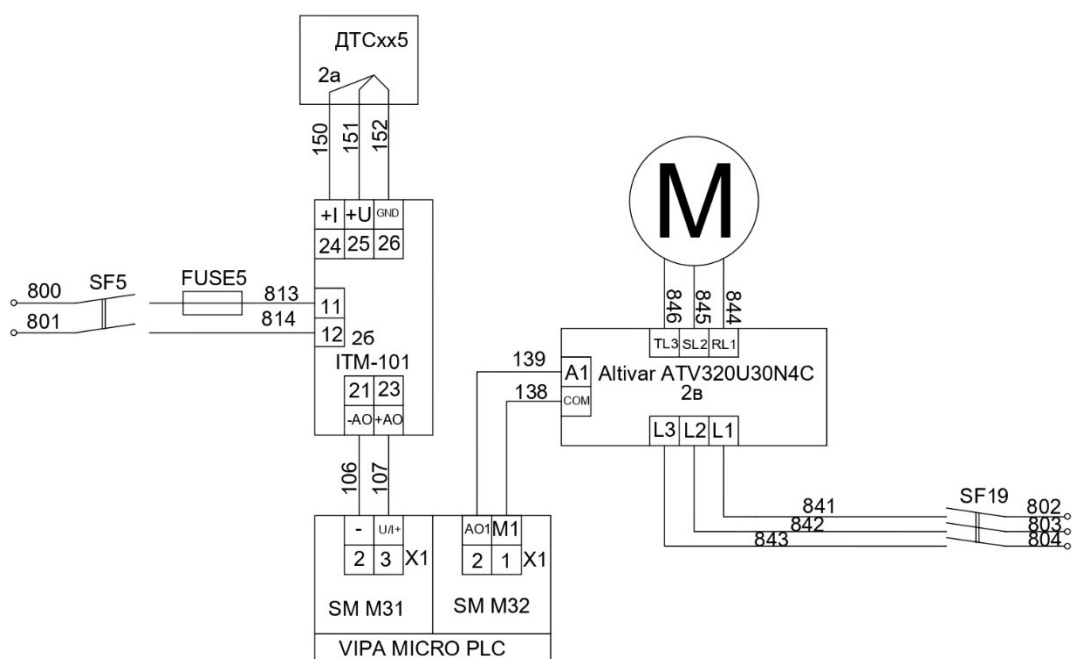 ДТСхх5
2а
150 151 152
+I +U GND
24 25 26
800 SF5 FUSE5 813 11
801 814 12
2б
ITM-101
21 23
-AO +AO
106 107
- U/I+
2 3 X1
SM M31
AO1 M1
2 1 X1
SM M32
VIPA MICRO PLC
M
846 845 844
TL3 SL2 RL1
139 A1
138 COM
Altivar ATV320U30N4C
2в
L3 L2 L1
SF19
841 802
842 803
843 804